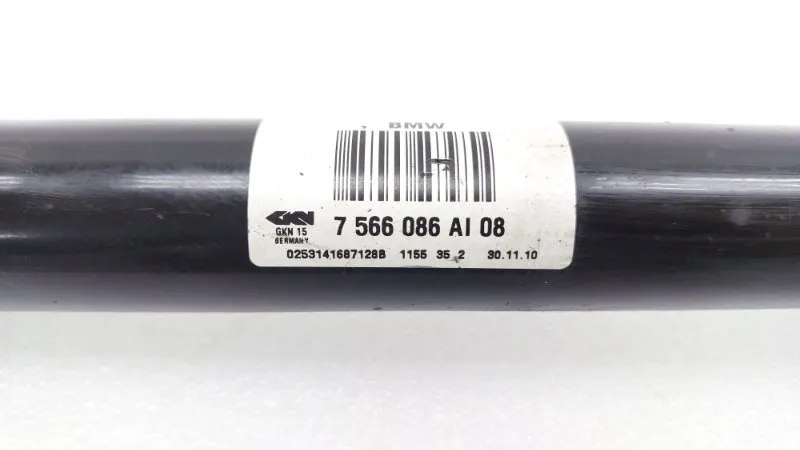 BMW
GKN
GKN 15
GERMANY
7 566 086 AI 08
0253141687128B 1155 35 2 30.11.10